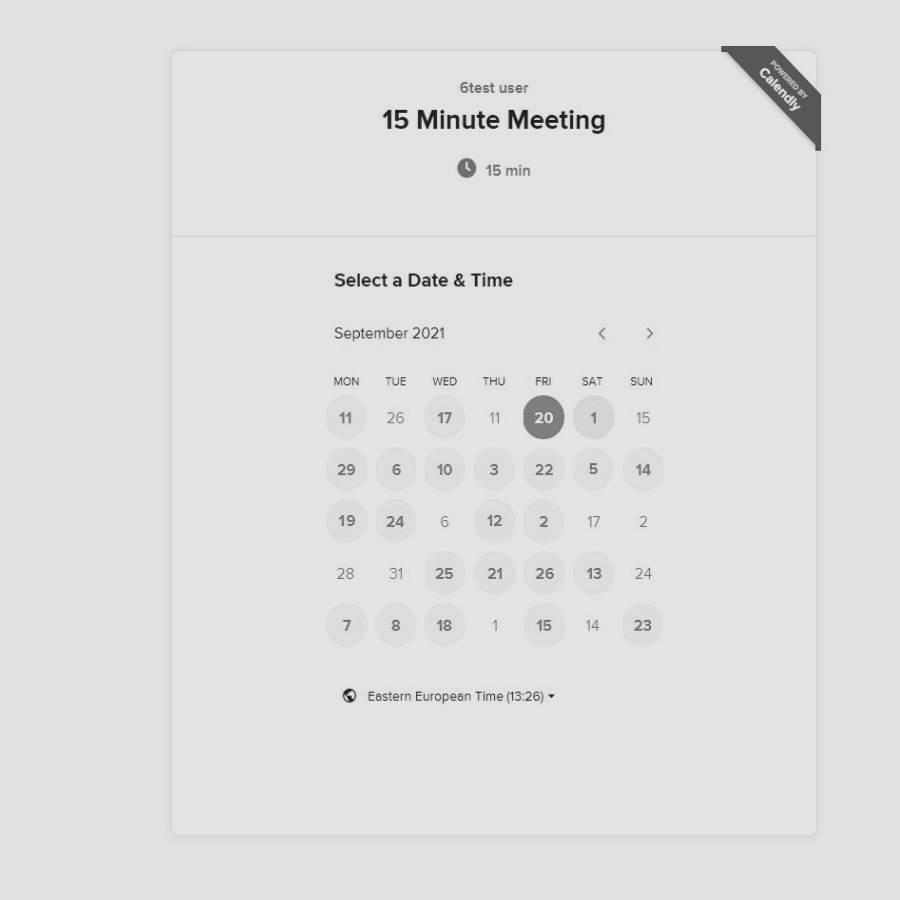 POWERED BY
Calendly
6test user
15 Minute Meeting
15 min
Select a Date & Time
September 2021
MON TUE WED THU FRI SAT SUN
11 26 17 11 20 1 15
29 6 10 3 22 5 14
19 24 6 12 2 17 2
28 31 25 21 26 13 24
7 8 18 1 15 14 23
Eastern European Time (13:26)